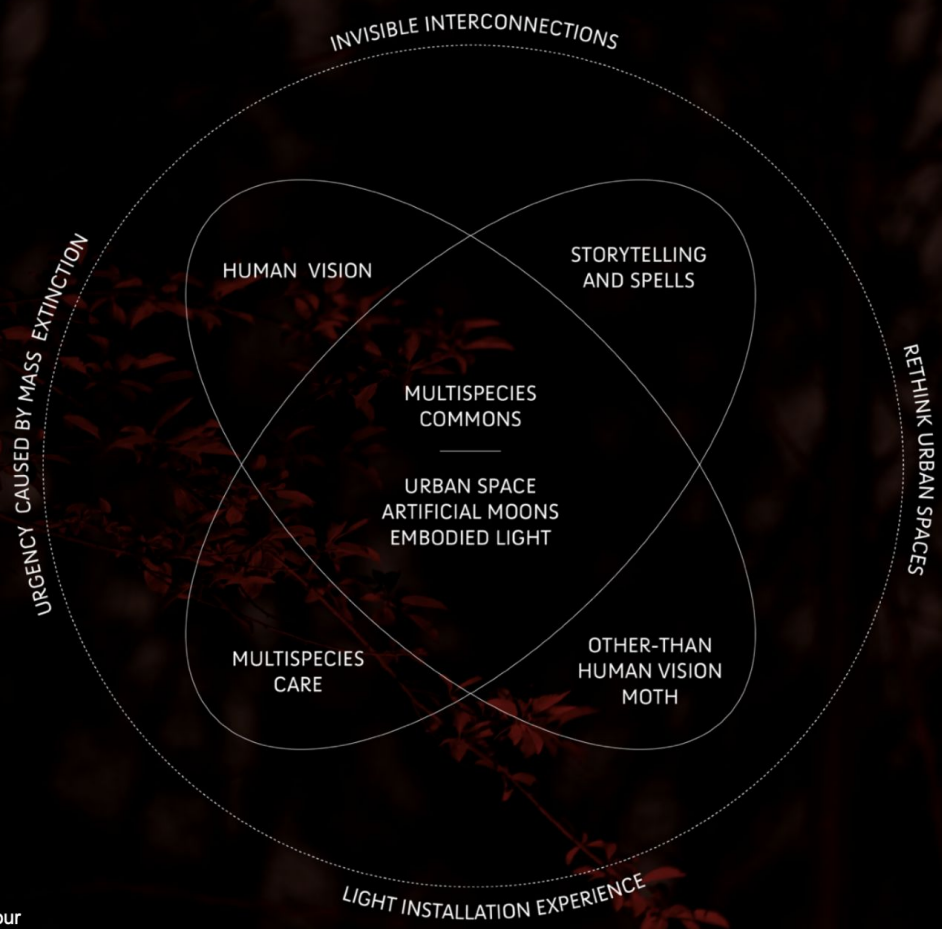 INVISIBLE INTERCONNECTIONS
URGENCY CAUSED BY MASS EXTINCTION
RETHINK URBAN SPACES
HUMAN VISION
STORYTELLING
AND SPELLS
MULTISPECIES
COMMONS
URBAN SPACE
ARTIFICIAL MOONS
EMBODIED LIGHT
MULTISPECIES
CARE
OTHER-THAN
HUMAN VISION
MOTH
LIGHT INSTALLATION EXPERIENCE